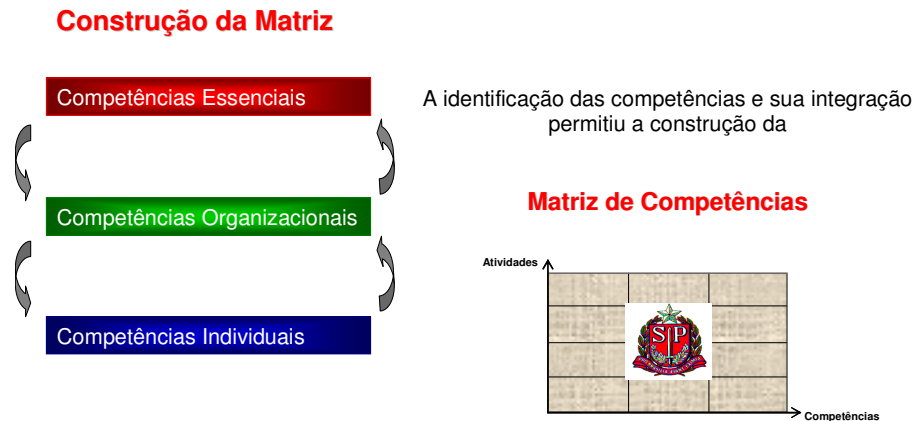 Construção da Matriz
Competências Essenciais
Competências Organizacionais
Competências Individuais
A identificação das competências e sua integração
permitiu a construção da
Matriz de Competências
Atividades
SP
Competências